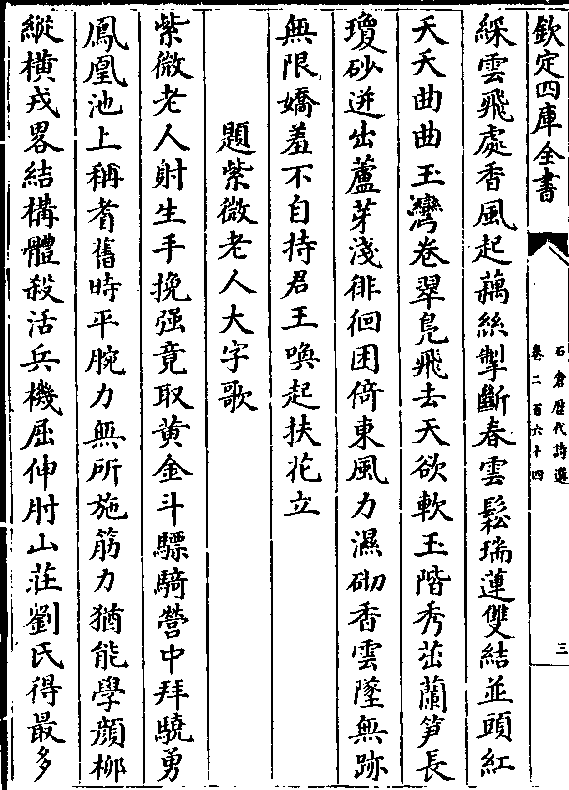 欽定四庫全書
石倉歴代詩選
卷二百六十四
三
綵雲飛處香風起藕絲掣斷春雲鬆瑞蓮雙結並頭紅
天天曲曲玉灣卷翠鳬飛去天欲軟玉階秀茁蘭笋長
瓊砂迸出蘆芽淺徘徊困倚東風力濕砌香雲墜無跡
無限嬌羞不自持君王喚起扶花立
題紫微老人大字歌
紫微老人射生手挽强竟取黄金斗驃騎營中拜驍勇
鳳凰池上稱耆舊時平腕力無所施筋力猶能學顔栁
縱横戎畧結構體殺活兵機屈伸肘山荘劉氏得最多